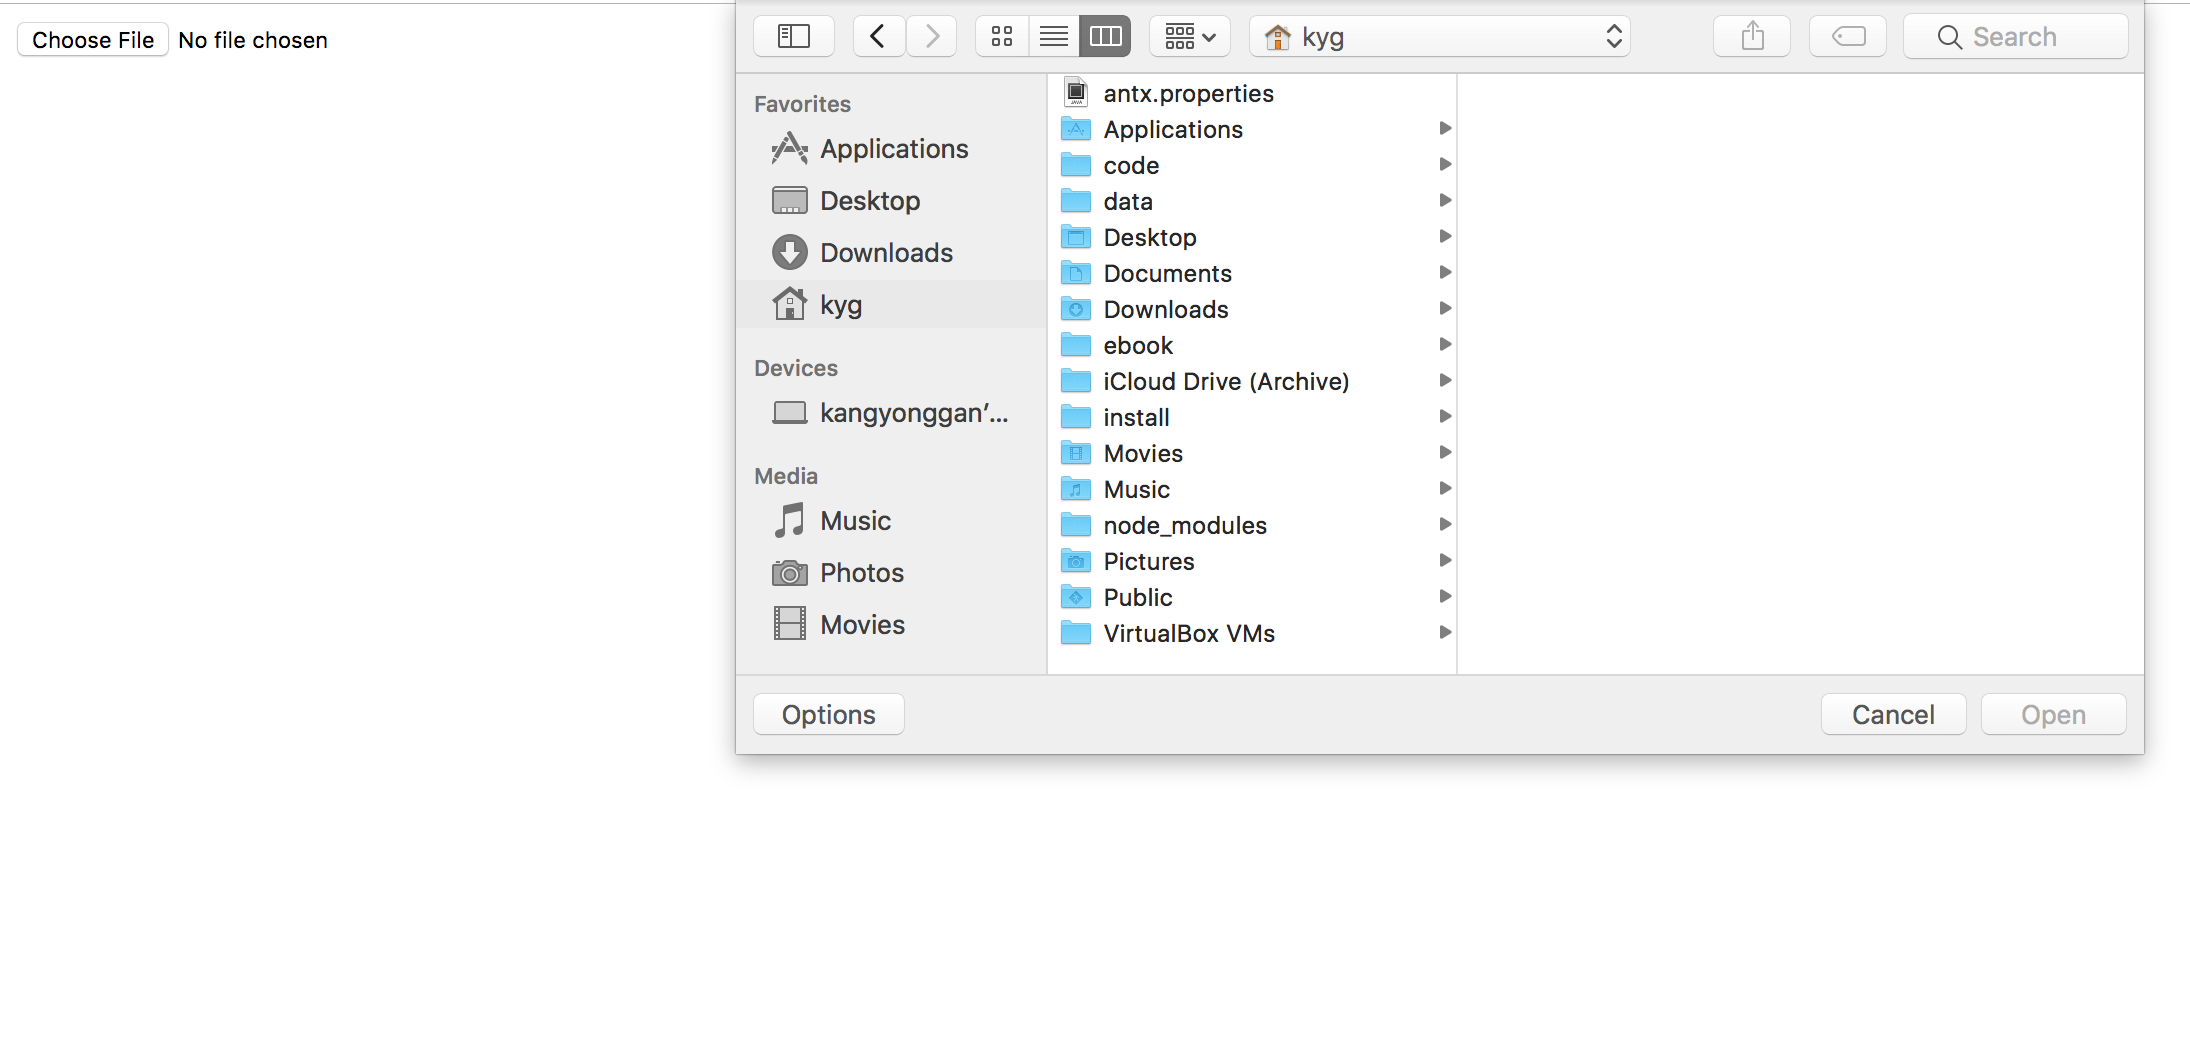 Choose File No file chosen
kyg
Search
Favorites
Applications
Desktop
Downloads
kyg
Devices
kangyonggan’...
Media
Music
Photos
Movies
antx.properties
Applications
code
data
Desktop
Documents
Downloads
ebook
iCloud Drive (Archive)
install
Movies
Music
node_modules
Pictures
Public
VirtualBox VMs
Options
Cancel
Open